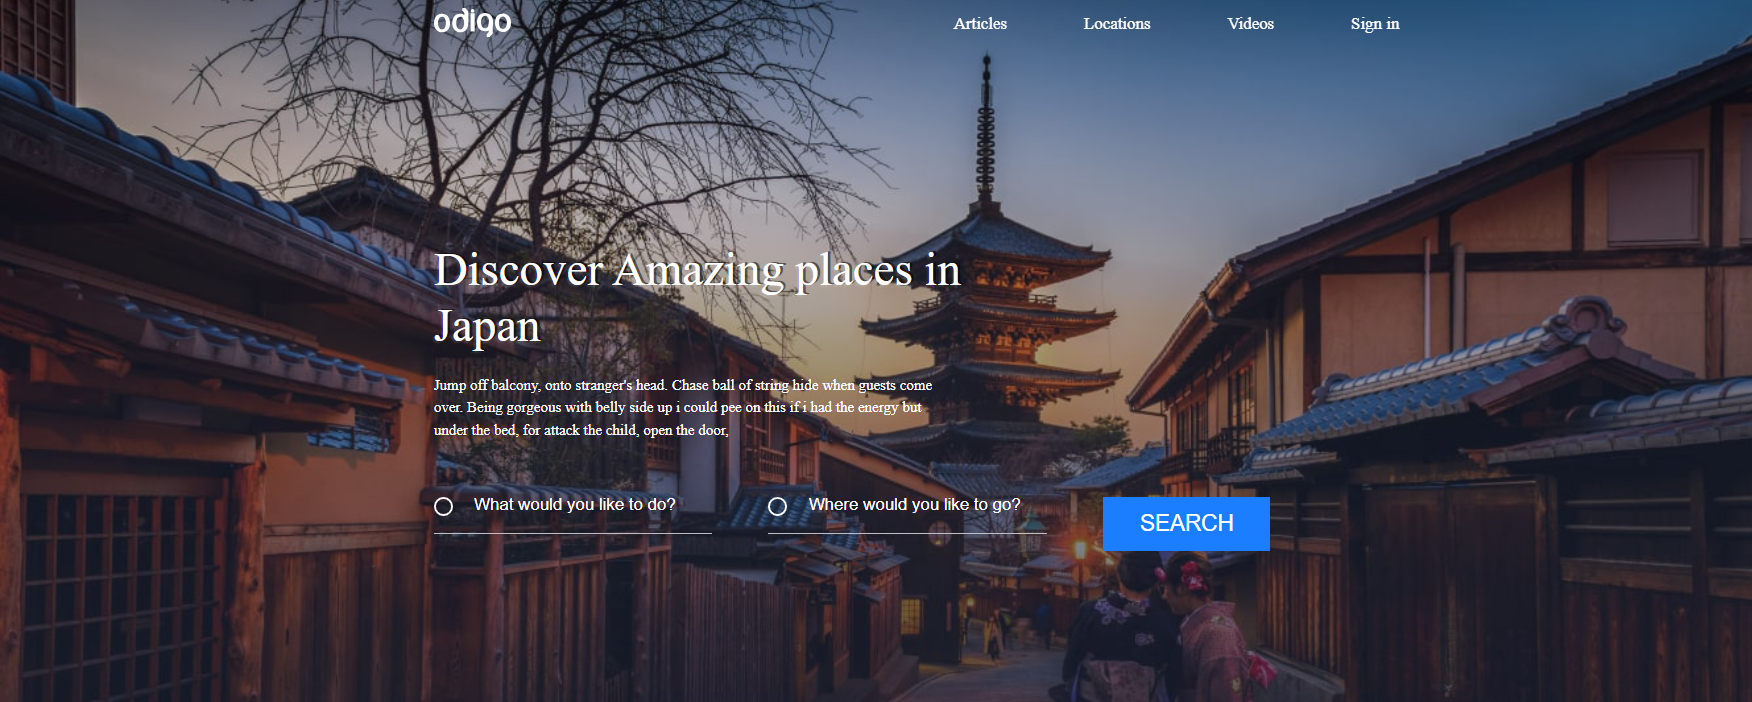 odigo
Articles Locations Videos Sign in
Discover Amazing places in
Japan
Jump off balcony, onto stranger's head. Chase ball of string hide when guests come
over. Being gorgeous with belly side up i could pee on this if i had the energy but
under the bed, for attack the child, open the door,
What would you like to do? Where would you like to go? SEARCH